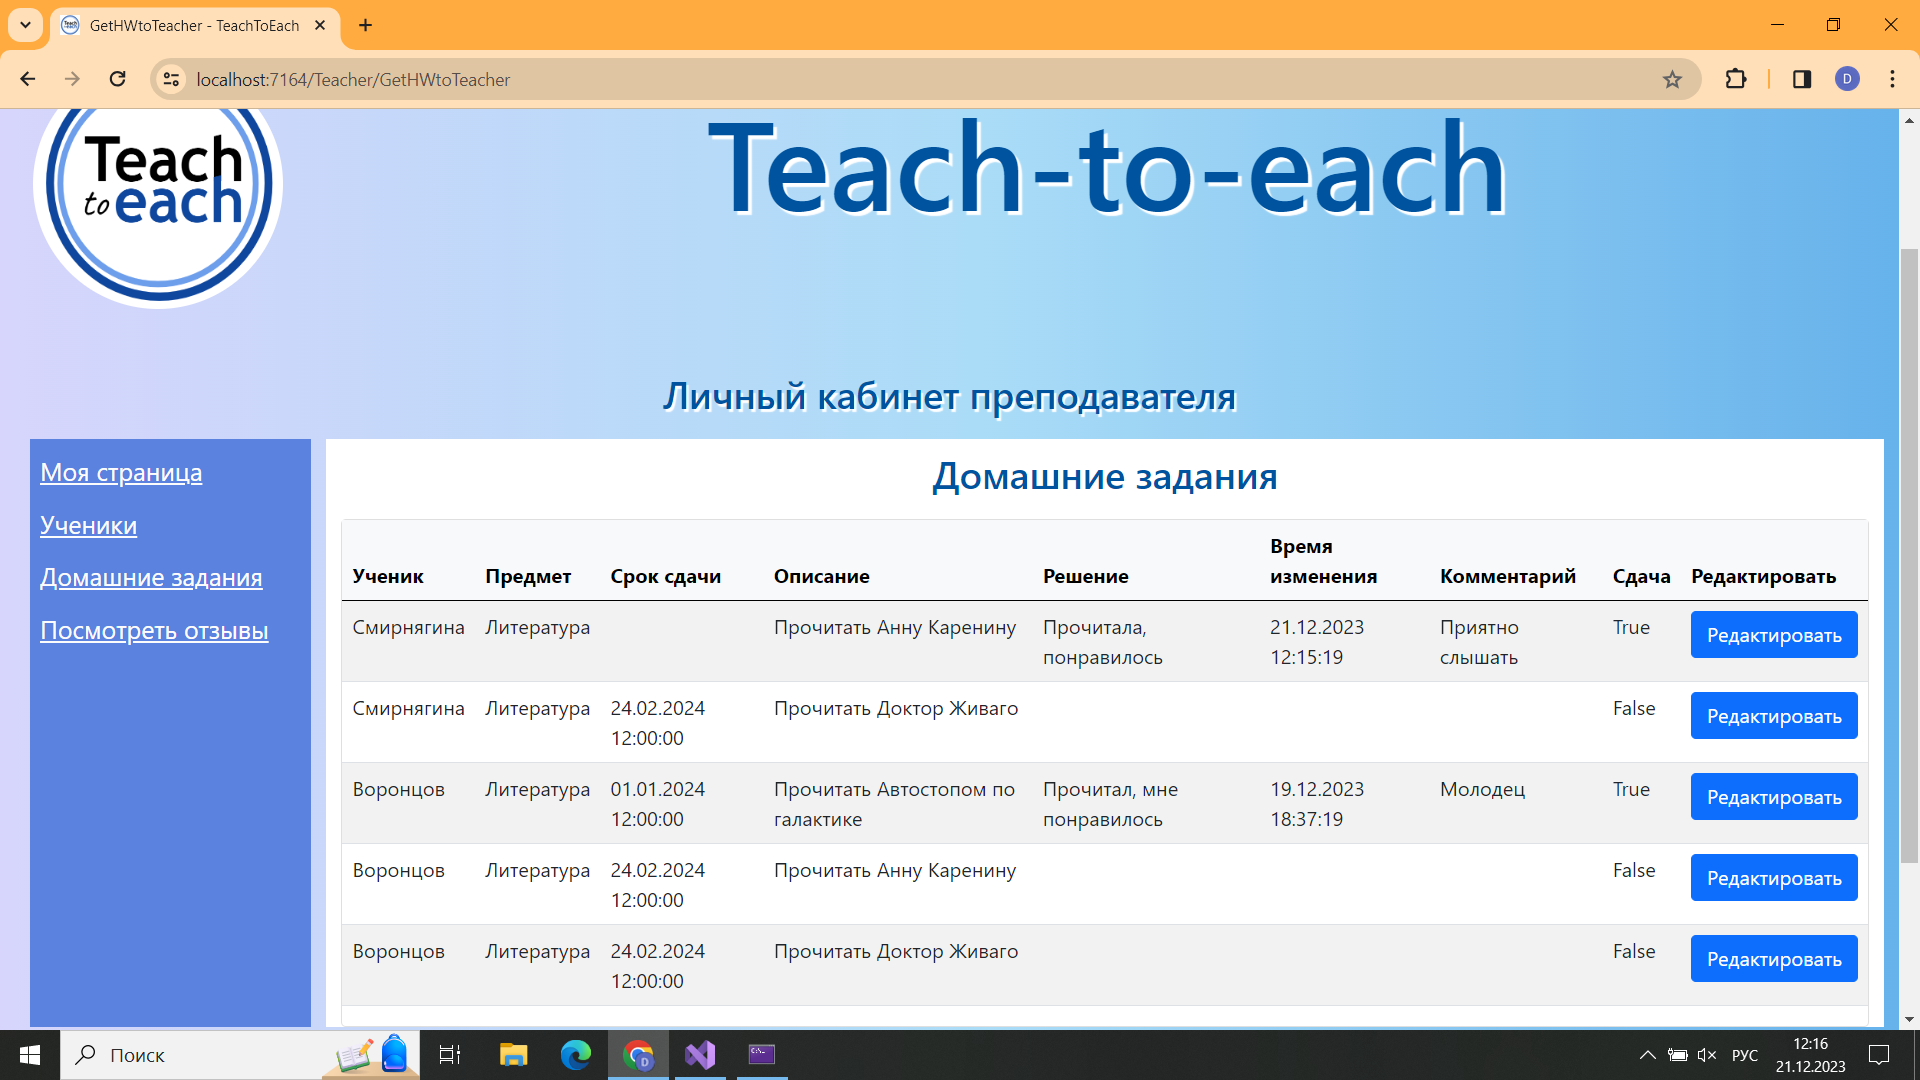 GetHWtoTeacher - TeachToEach
localhost:7164/Teacher/GetHWtoTeacher
D
Teach
to each
Teach-to-each
Личный кабинет преподавателя
Моя страница
Ученики
Домашние задания
Посмотреть отзывы
Домашние задания
Ученик Предмет Срок сдачи Описание Решение Время изменения Комментарий Сдача Редактировать
Смирнягина Литература Прочитать Анну Каренину Прочитала, 21.12.2023 Приятно True Редактировать
понравилось 12:15:19 слышать
Смирнягина Литература 24.02.2024 Прочитать Доктор Живаго False Редактировать
12:00:00
Воронцов Литература 01.01.2024 Прочитать Автостопом по Прочитал, мне 19.12.2023 Молодец True Редактировать
12:00:00 галактике понравилось 18:37:19
Воронцов Литература 24.02.2024 Прочитать Анну Каренину False Редактировать
12:00:00
Воронцов Литература 24.02.2024 Прочитать Доктор Живаго False Редактировать
12:00:00
Поиск
D
C:\
РУС
12:16
21.12.2023